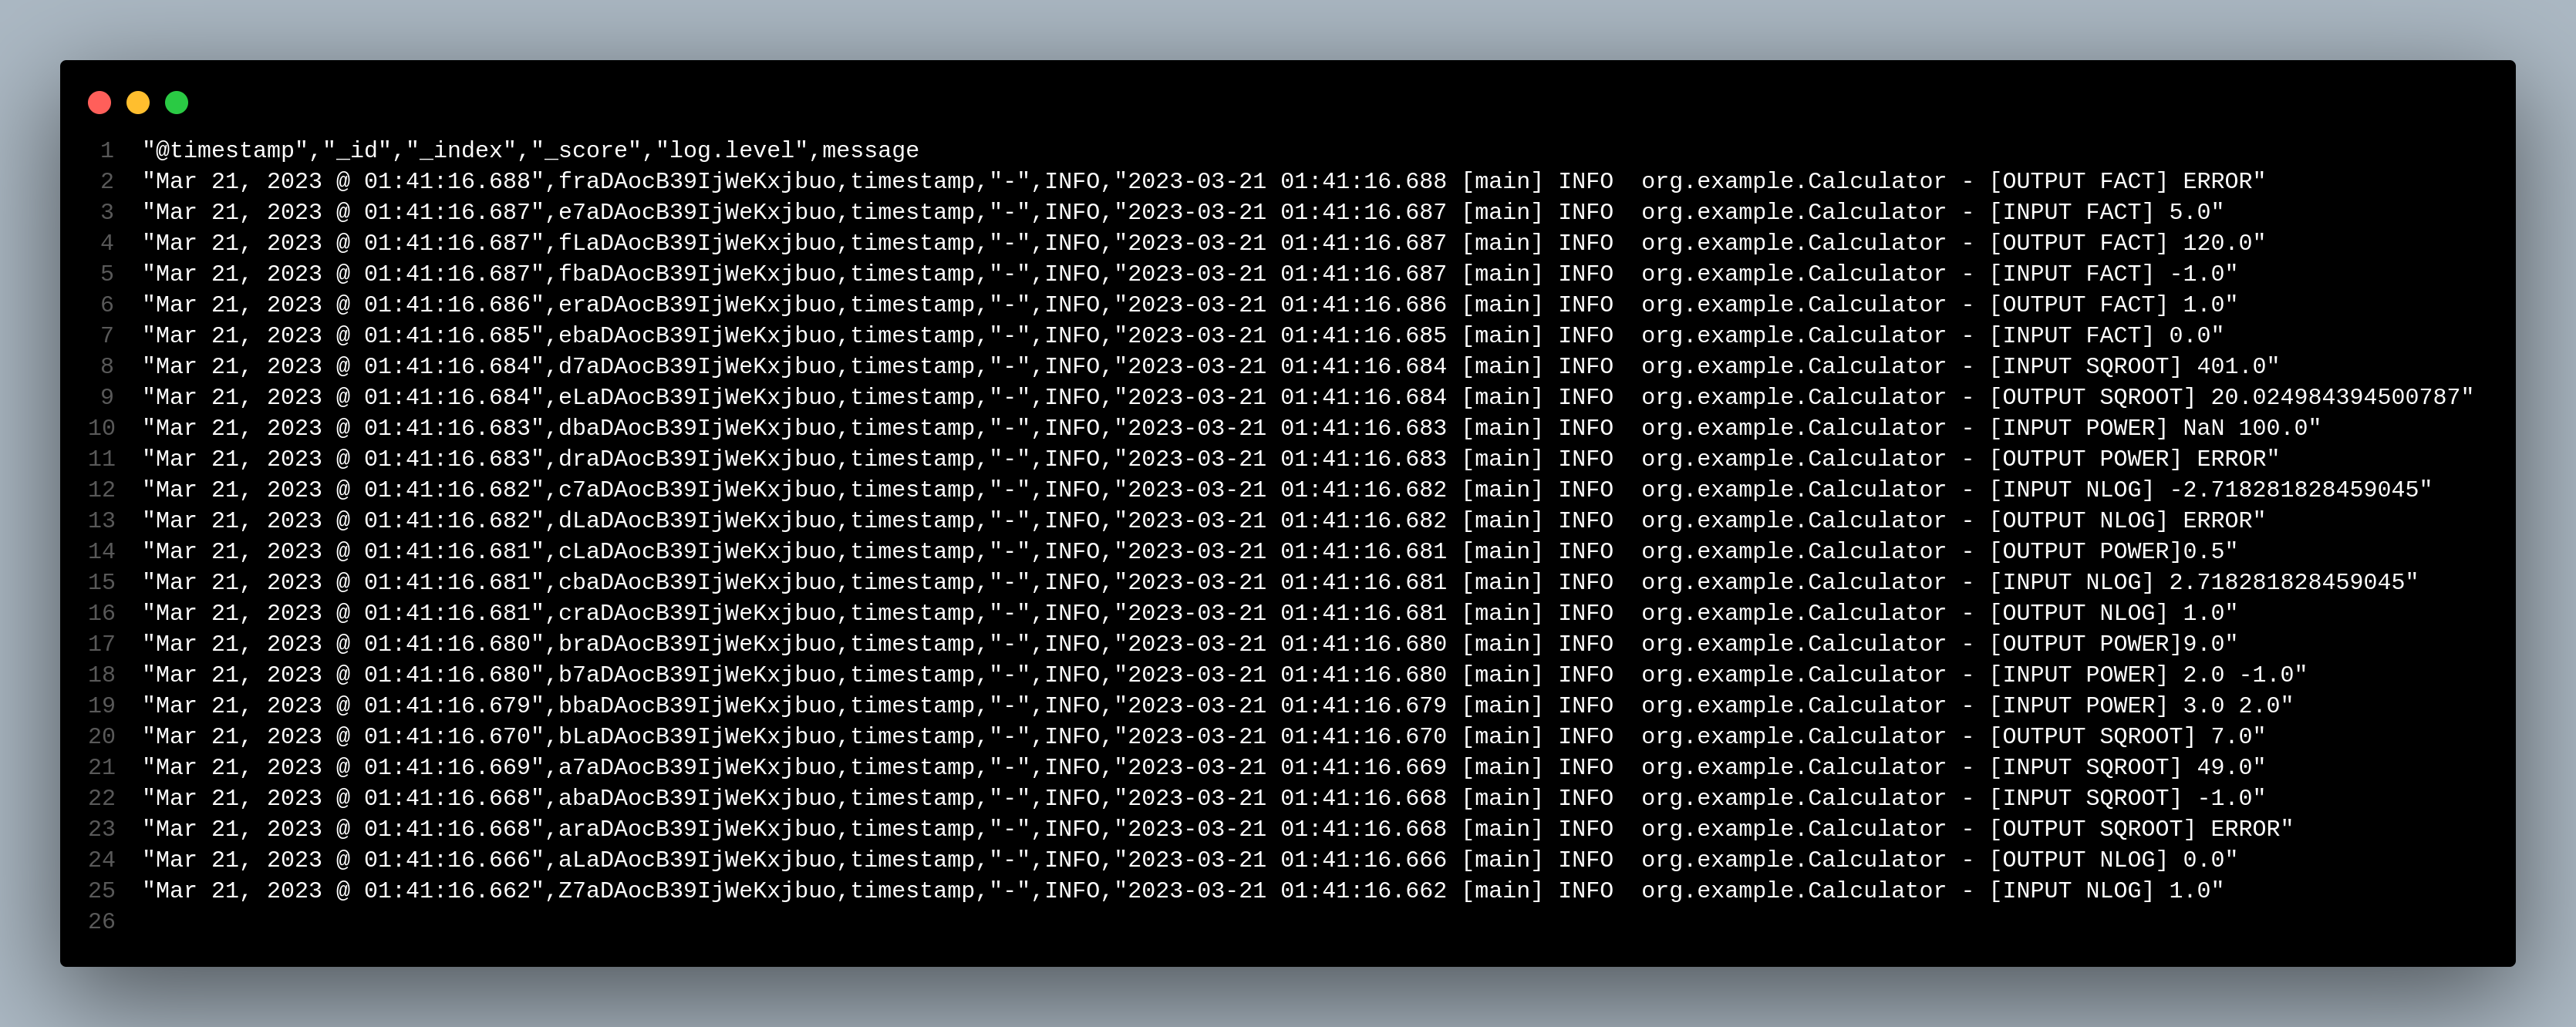 1 "@timestamp","_id","_index","_score","log.level",message
2 "Mar 21, 2023 @ 01:41:16.688",fraDAocB39IjWeKxjbuo,timestamp,"-",INFO,"2023-03-21 01:41:16.688 [main] INFO  org.example.Calculator - [OUTPUT FACT] ERROR"
3 "Mar 21, 2023 @ 01:41:16.687",e7aDAocB39IjWeKxjbuo,timestamp,"-",INFO,"2023-03-21 01:41:16.687 [main] INFO  org.example.Calculator - [INPUT FACT] 5.0"
4 "Mar 21, 2023 @ 01:41:16.687",fLaDAocB39IjWeKxjbuo,timestamp,"-",INFO,"2023-03-21 01:41:16.687 [main] INFO  org.example.Calculator - [OUTPUT FACT] 120.0"
5 "Mar 21, 2023 @ 01:41:16.687",fbaDAocB39IjWeKxjbuo,timestamp,"-",INFO,"2023-03-21 01:41:16.687 [main] INFO  org.example.Calculator - [INPUT FACT] -1.0"
6 "Mar 21, 2023 @ 01:41:16.686",eraDAocB39IjWeKxjbuo,timestamp,"-",INFO,"2023-03-21 01:41:16.686 [main] INFO  org.example.Calculator - [OUTPUT FACT] 1.0"
7 "Mar 21, 2023 @ 01:41:16.685",ebaDAocB39IjWeKxjbuo,timestamp,"-",INFO,"2023-03-21 01:41:16.685 [main] INFO  org.example.Calculator - [INPUT FACT] 0.0"
8 "Mar 21, 2023 @ 01:41:16.684",d7aDAocB39IjWeKxjbuo,timestamp,"-",INFO,"2023-03-21 01:41:16.684 [main] INFO  org.example.Calculator - [INPUT SQROOT] 401.0"
9 "Mar 21, 2023 @ 01:41:16.684",eLaDAocB39IjWeKxjbuo,timestamp,"-",INFO,"2023-03-21 01:41:16.684 [main] INFO  org.example.Calculator - [OUTPUT SQROOT] 20.024984394500787"
10 "Mar 21, 2023 @ 01:41:16.683",dbaDAocB39IjWeKxjbuo,timestamp,"-",INFO,"2023-03-21 01:41:16.683 [main] INFO  org.example.Calculator - [INPUT POWER] NaN 100.0"
11 "Mar 21, 2023 @ 01:41:16.683",draDAocB39IjWeKxjbuo,timestamp,"-",INFO,"2023-03-21 01:41:16.683 [main] INFO  org.example.Calculator - [OUTPUT POWER] ERROR"
12 "Mar 21, 2023 @ 01:41:16.682",c7aDAocB39IjWeKxjbuo,timestamp,"-",INFO,"2023-03-21 01:41:16.682 [main] INFO  org.example.Calculator - [INPUT NLOG] -2.718281828459045"
13 "Mar 21, 2023 @ 01:41:16.682",dLaDAocB39IjWeKxjbuo,timestamp,"-",INFO,"2023-03-21 01:41:16.682 [main] INFO  org.example.Calculator - [OUTPUT NLOG] ERROR"
14 "Mar 21, 2023 @ 01:41:16.681",cLaDAocB39IjWeKxjbuo,timestamp,"-",INFO,"2023-03-21 01:41:16.681 [main] INFO  org.example.Calculator - [OUTPUT POWER]0.5"
15 "Mar 21, 2023 @ 01:41:16.681",cbaDAocB39IjWeKxjbuo,timestamp,"-",INFO,"2023-03-21 01:41:16.681 [main] INFO  org.example.Calculator - [INPUT NLOG] 2.718281828459045"
16 "Mar 21, 2023 @ 01:41:16.681",craDAocB39IjWeKxjbuo,timestamp,"-",INFO,"2023-03-21 01:41:16.681 [main] INFO  org.example.Calculator - [OUTPUT NLOG] 1.0"
17 "Mar 21, 2023 @ 01:41:16.680",braDAocB39IjWeKxjbuo,timestamp,"-",INFO,"2023-03-21 01:41:16.680 [main] INFO  org.example.Calculator - [OUTPUT POWER]9.0"
18 "Mar 21, 2023 @ 01:41:16.680",b7aDAocB39IjWeKxjbuo,timestamp,"-",INFO,"2023-03-21 01:41:16.680 [main] INFO  org.example.Calculator - [INPUT POWER] 2.0 -1.0"
19 "Mar 21, 2023 @ 01:41:16.679",bbaDAocB39IjWeKxjbuo,timestamp,"-",INFO,"2023-03-21 01:41:16.679 [main] INFO  org.example.Calculator - [INPUT POWER] 3.0 2.0"
20 "Mar 21, 2023 @ 01:41:16.670",bLaDAocB39IjWeKxjbuo,timestamp,"-",INFO,"2023-03-21 01:41:16.670 [main] INFO  org.example.Calculator - [OUTPUT SQROOT] 7.0"
21 "Mar 21, 2023 @ 01:41:16.669",a7aDAocB39IjWeKxjbuo,timestamp,"-",INFO,"2023-03-21 01:41:16.669 [main] INFO  org.example.Calculator - [INPUT SQROOT] 49.0"
22 "Mar 21, 2023 @ 01:41:16.668",abaDAocB39IjWeKxjbuo,timestamp,"-",INFO,"2023-03-21 01:41:16.668 [main] INFO  org.example.Calculator - [INPUT SQROOT] -1.0"
23 "Mar 21, 2023 @ 01:41:16.668",araDAocB39IjWeKxjbuo,timestamp,"-",INFO,"2023-03-21 01:41:16.668 [main] INFO  org.example.Calculator - [OUTPUT SQROOT] ERROR"
24 "Mar 21, 2023 @ 01:41:16.666",aLaDAocB39IjWeKxjbuo,timestamp,"-",INFO,"2023-03-21 01:41:16.666 [main] INFO  org.example.Calculator - [OUTPUT NLOG] 0.0"
25 "Mar 21, 2023 @ 01:41:16.662",Z7aDAocB39IjWeKxjbuo,timestamp,"-",INFO,"2023-03-21 01:41:16.662 [main] INFO  org.example.Calculator - [INPUT NLOG] 1.0"
26